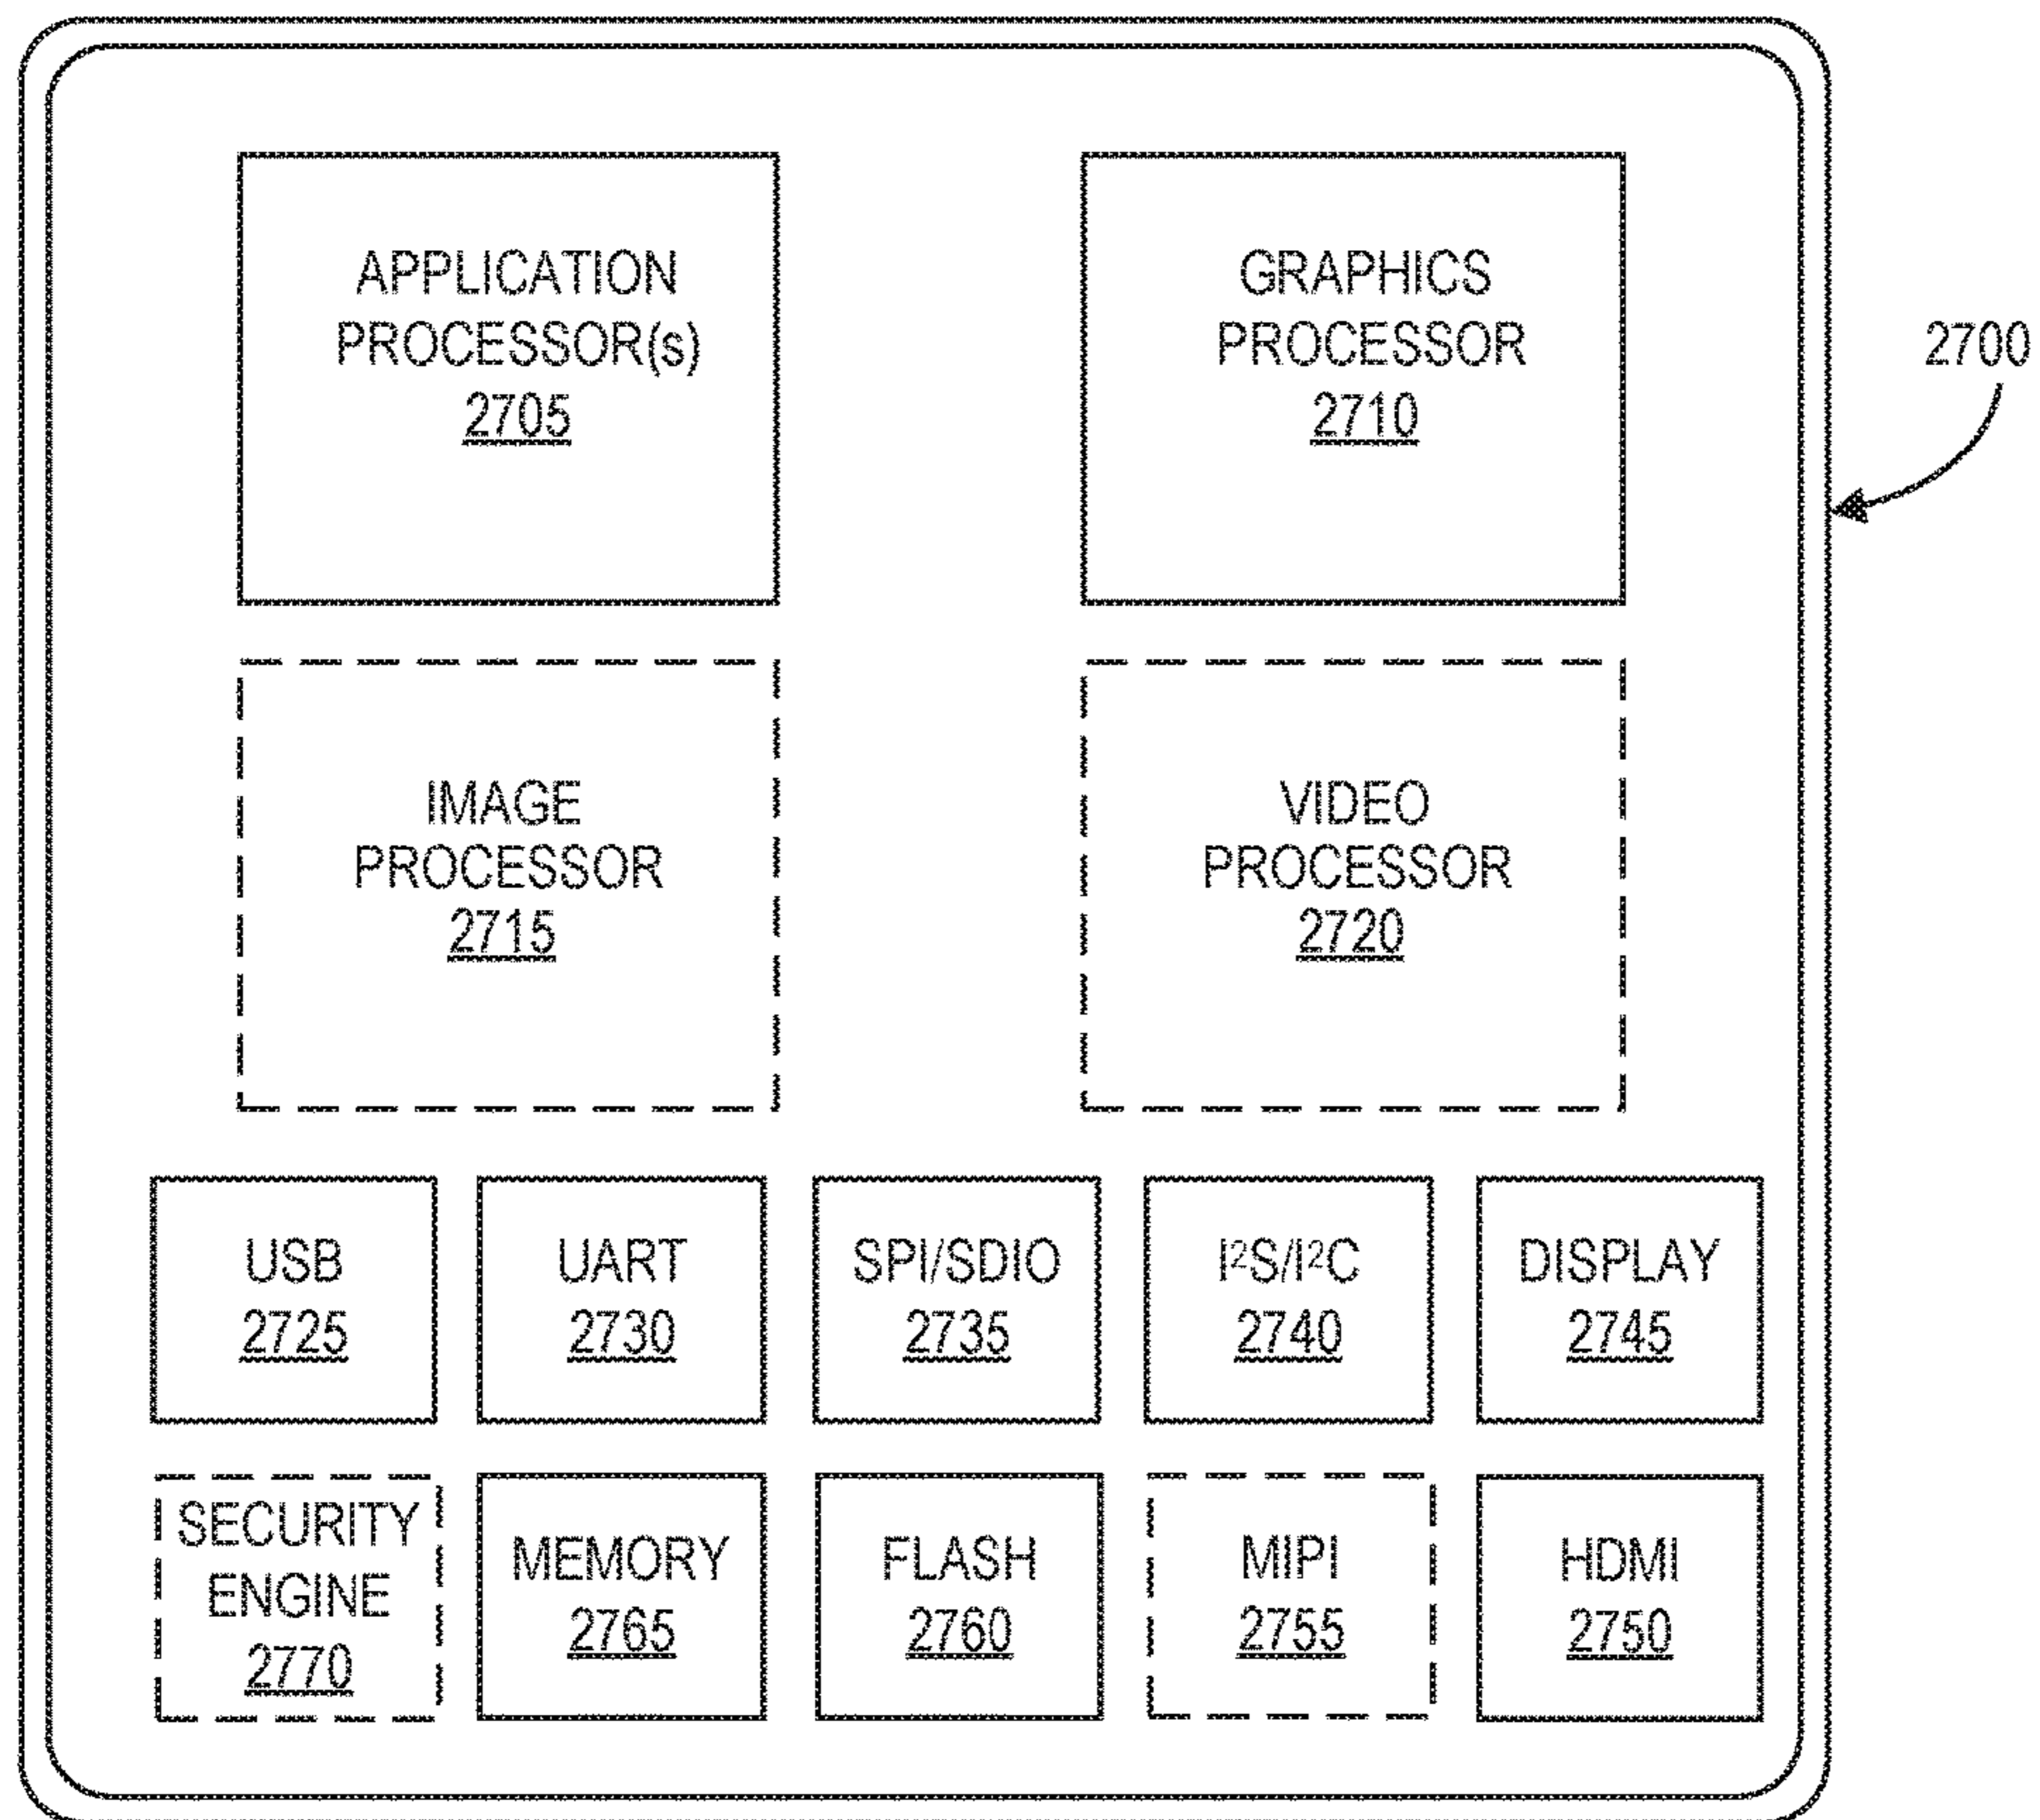 APPLICATION
PROCESSOR(s)
2705
GRAPHICS
PROCESSOR
2710
2700
IMAGE
PROCESSOR
2715
VIDEO
PROCESSOR
2720
USB
2725
UART
2730
SPI/SDIO
2735
I²S/I²C
2740
DISPLAY
2745
SECURITY
ENGINE
2770
MEMORY
2765
FLASH
2760
MIPI
2755
HDMI
2750